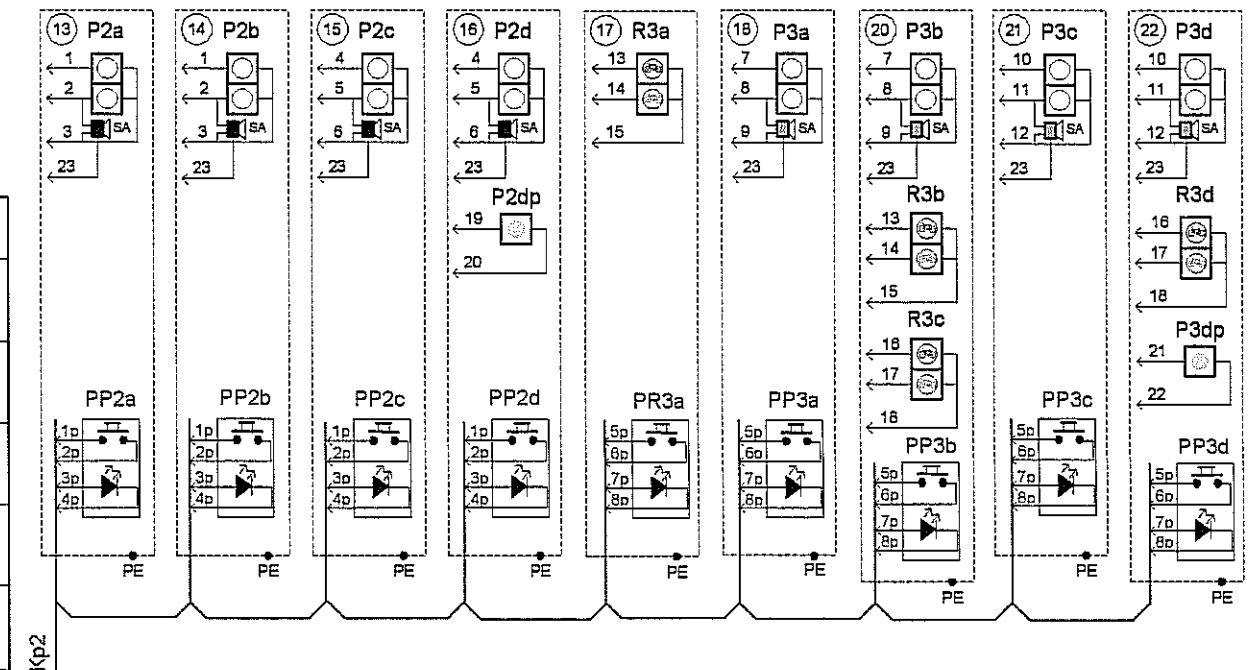 13 P2a
1
2
3
SA
23
PP2a
1p
2p
3p
4p
PE
14 P2b
1
2
3
SA
23
PP2b
1p
2p
3p
4p
PE
15 P2c
4
5
6
SA
23
PP2c
1p
2p
3p
4p
PE
16 P2d
4
5
6
SA
23
P2dp
19
20
PP2d
1p
2p
3p
4p
PE
17 R3a
13
14
15
PR3a
5p
6p
7p
8p
PE
18 P3a
7
8
9
SA
23
PP3a
5p
6p
7p
8p
PE
20 P3b
7
8
9
SA
23
R3b
13
14
15
R3c
16
17
18
PP3b
5p
6p
7p
8p
PE
21 P3c
10
11
12
SA
23
PP3c
5p
6p
7p
8p
PE
22 P3d
10
11
12
SA
23
R3d
16
17
18
P3dp
21
22
PP3d
5p
6p
7p
8p
PE
Kp2